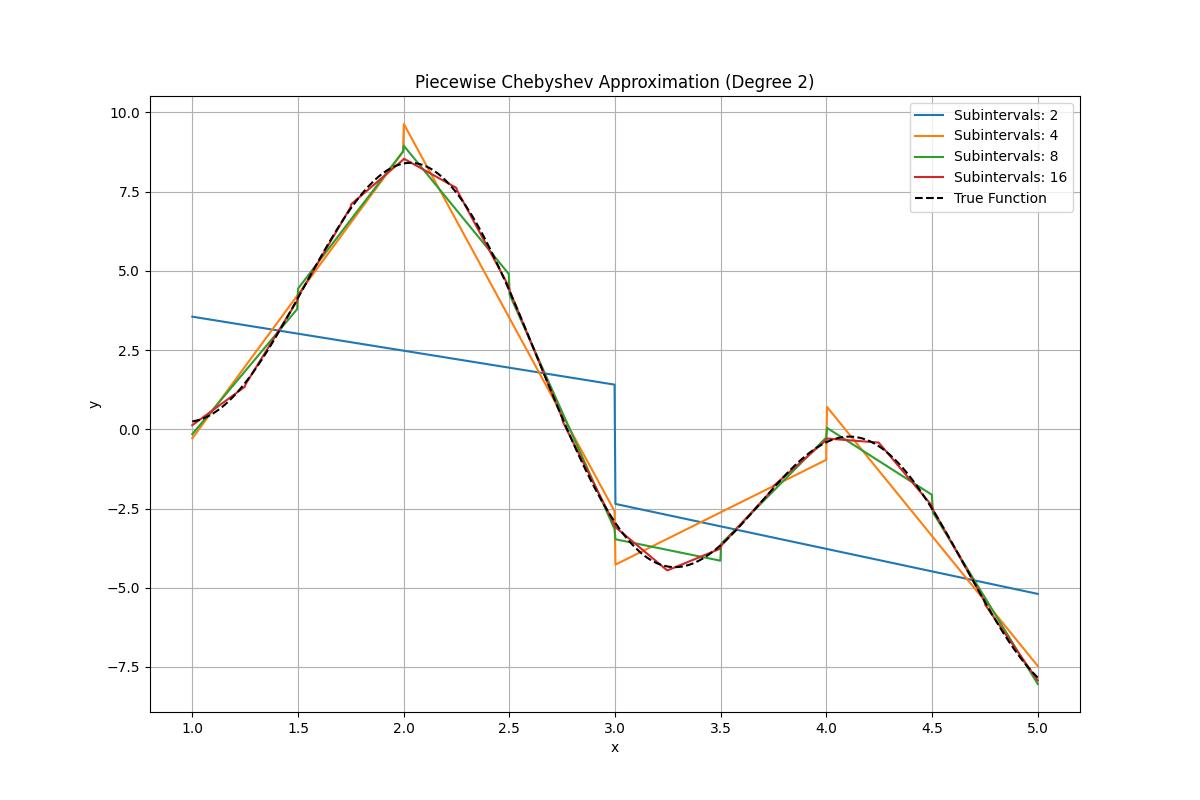 Piecewise Chebyshev Approximation (Degree 2)
10.0
7.5
5.0
2.5
0.0
−2.5
−5.0
−7.5
y
Subintervals: 2
Subintervals: 4
Subintervals: 8
Subintervals: 16
True Function
1.0 1.5 2.0 2.5 3.0 3.5 4.0 4.5 5.0
x